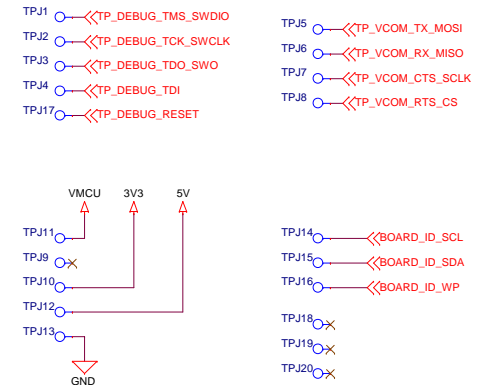 TPJ1 TP_DEBUG_TMS_SWDIO
TPJ2 TP_DEBUG_TCK_SWCLK
TPJ3 TP_DEBUG_TDO_SWO
TPJ4 TP_DEBUG_TDI
TPJ17 TP_DEBUG_RESET
TPJ5 TP_VCOM_TX_MOSI
TPJ6 TP_VCOM_RX_MISO
TPJ7 TP_VCOM_CTS_SCLK
TPJ8 TP_VCOM_RTS_CS
VMCU 3V3 5V
TPJ11
TPJ9
TPJ10
TPJ12
TPJ13
GND
TPJ14 BOARD_ID_SCL
TPJ15 BOARD_ID_SDA
TPJ16 BOARD_ID_WP
TPJ18
TPJ19
TPJ20